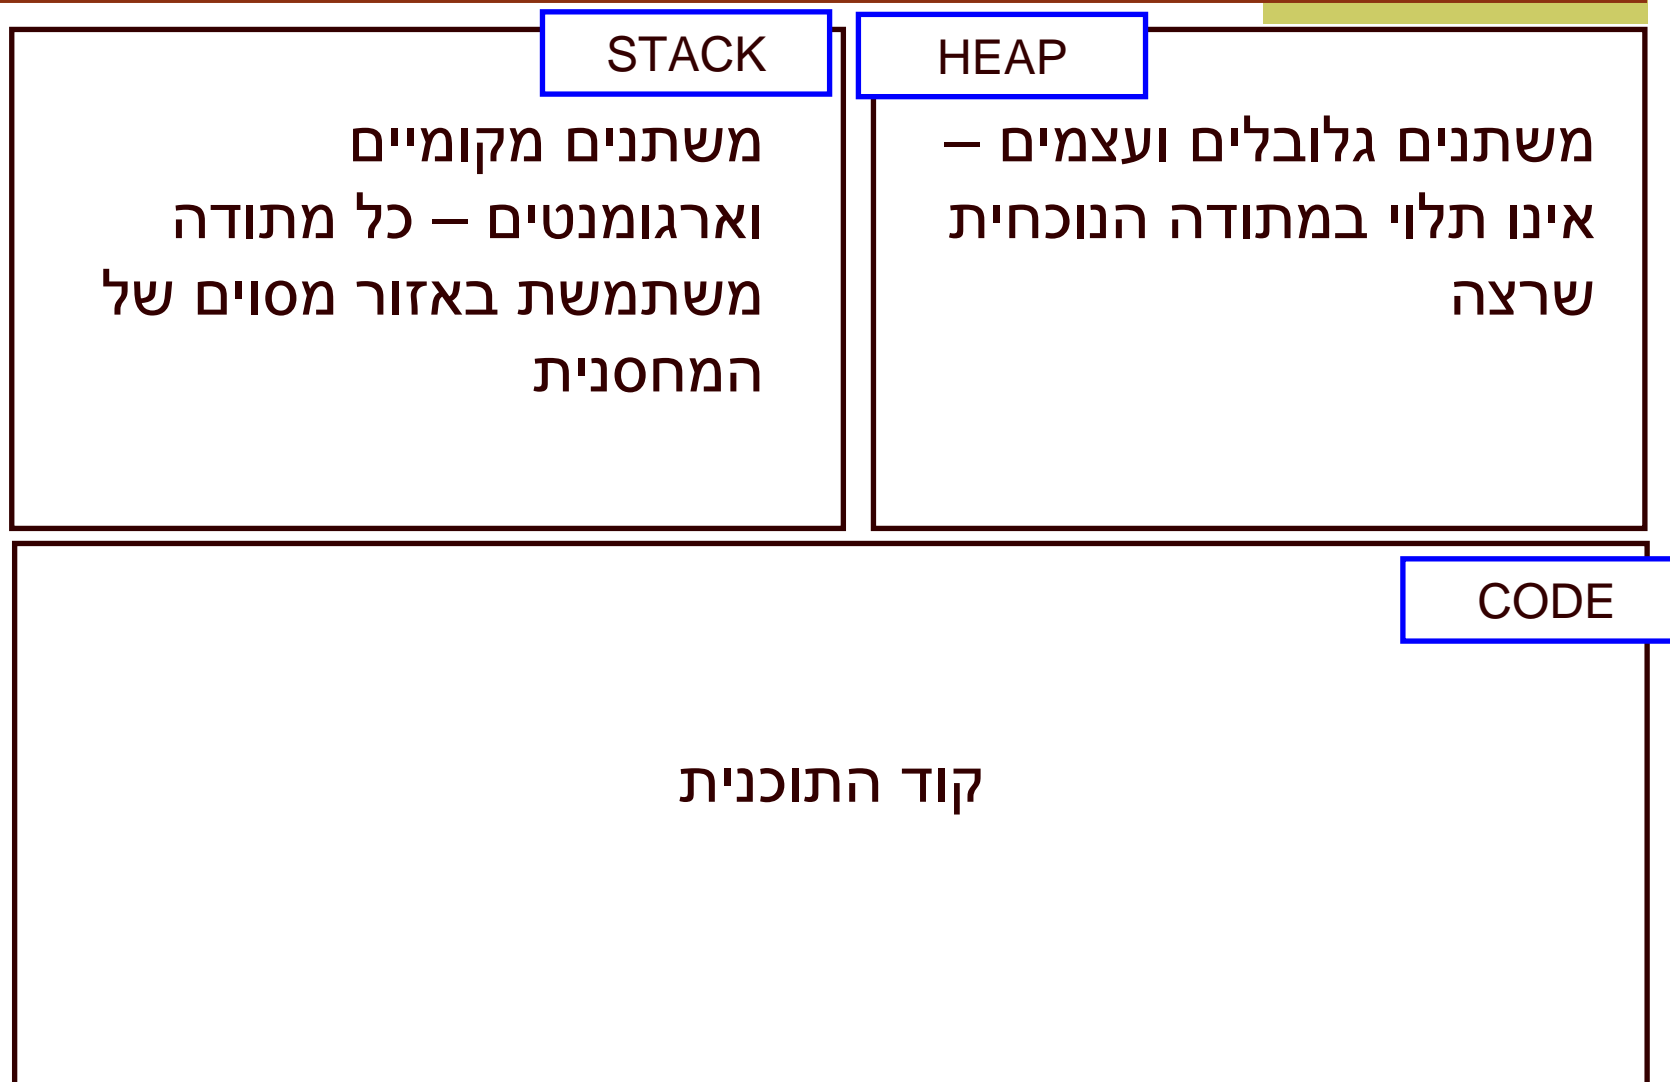 STACK
משתנים מקומיים
וארגומנטים – כל מתודה
משתמשת באזור מסוים של
המחסנית
HEAP
משתנים גלובלים ועצמים –
אינו תלוי במתודה הנוכחית
שרצה
CODE
קוד התוכנית